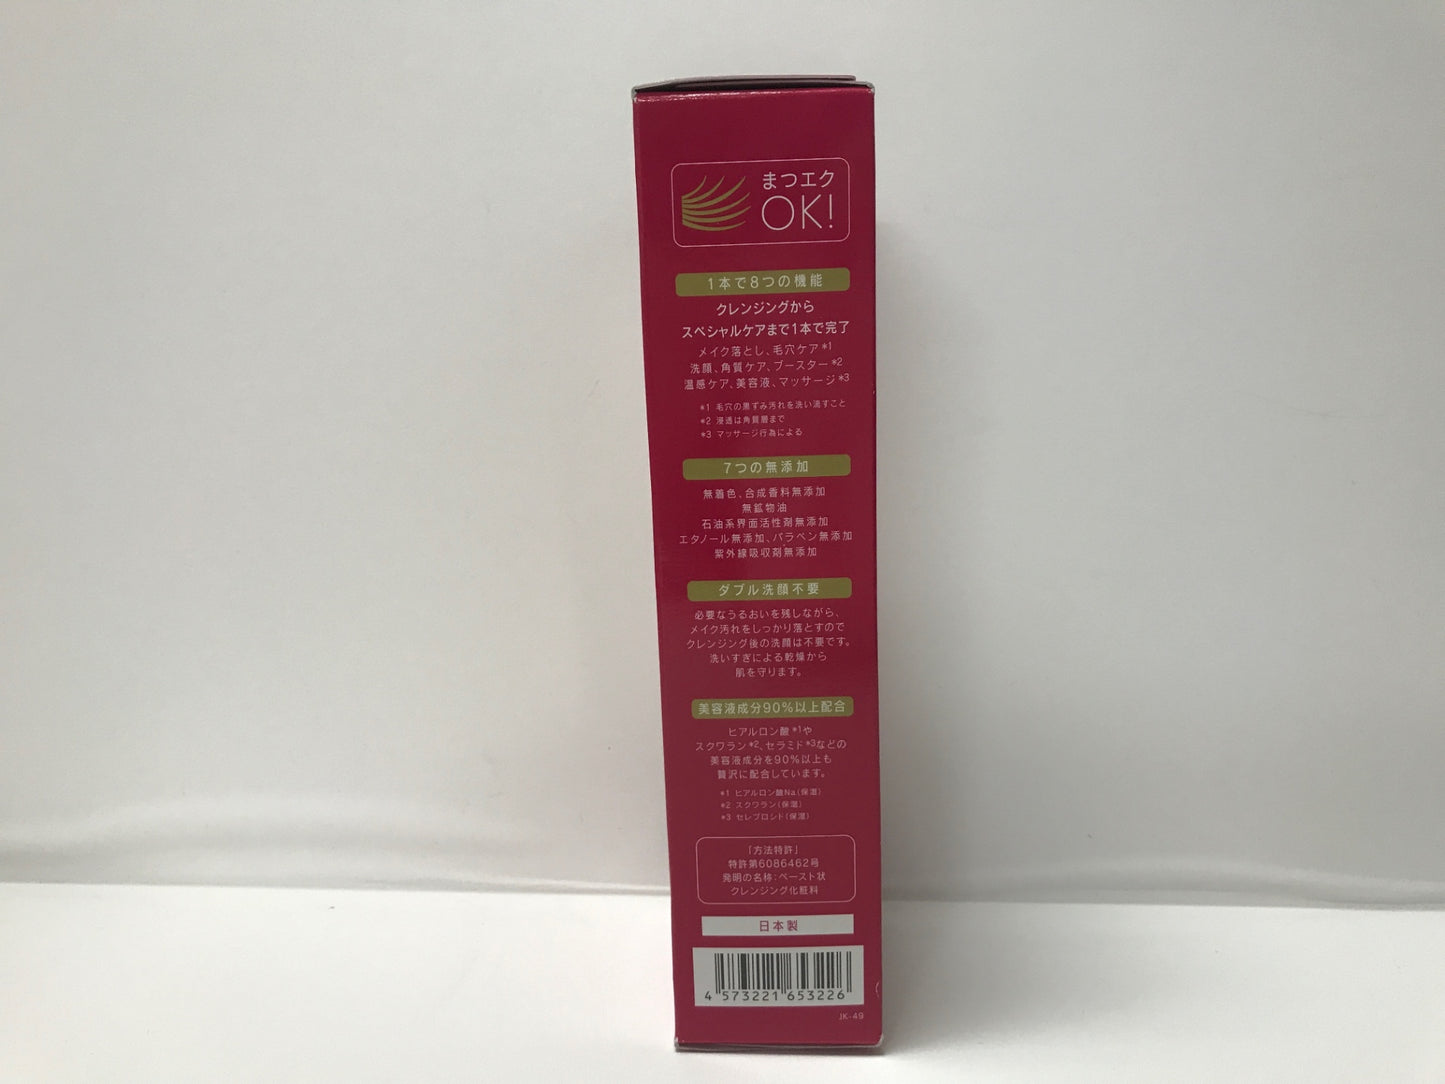 まつエク
OK!
1本で8つの機能
クレンジングから
スペシャルケアまで1本で完了
メイク落とし、毛穴ケア*1
洗顔、角質ケア、ブースター*2
温感ケア、美容液、マッサージ*3
*1 毛穴の黒ずみ汚れを洗い流すこと
*2 浸透は角質層まで
*3 マッサージ行為による
7つの無添加
無着色、合成香料無添加
無鉱物油
石油系界面活性剤無添加
エタノール無添加、パラベン無添加
紫外線吸収剤無添加
ダブル洗顔不要
必要なうるおいを残しながら、
メイク汚れをしっかり落とすので
クレンジング後の洗顔は不要です。
洗いすぎによる乾燥から
肌を守ります。
美容液成分90%以上配合
ヒアルロン酸*1や
スクワラン*2、セラミド*3などの
美容液成分を90%以上も
贅沢に配合しています。
*1 ヒアルロン酸Na(保湿)
*2 スクワラン(保湿)
*3 セレブロシド(保湿)
「方法特許」
特許第6086462号
発明の名称:ペースト状
クレンジング化粧料
日本製
4 573221 653226
JK-49